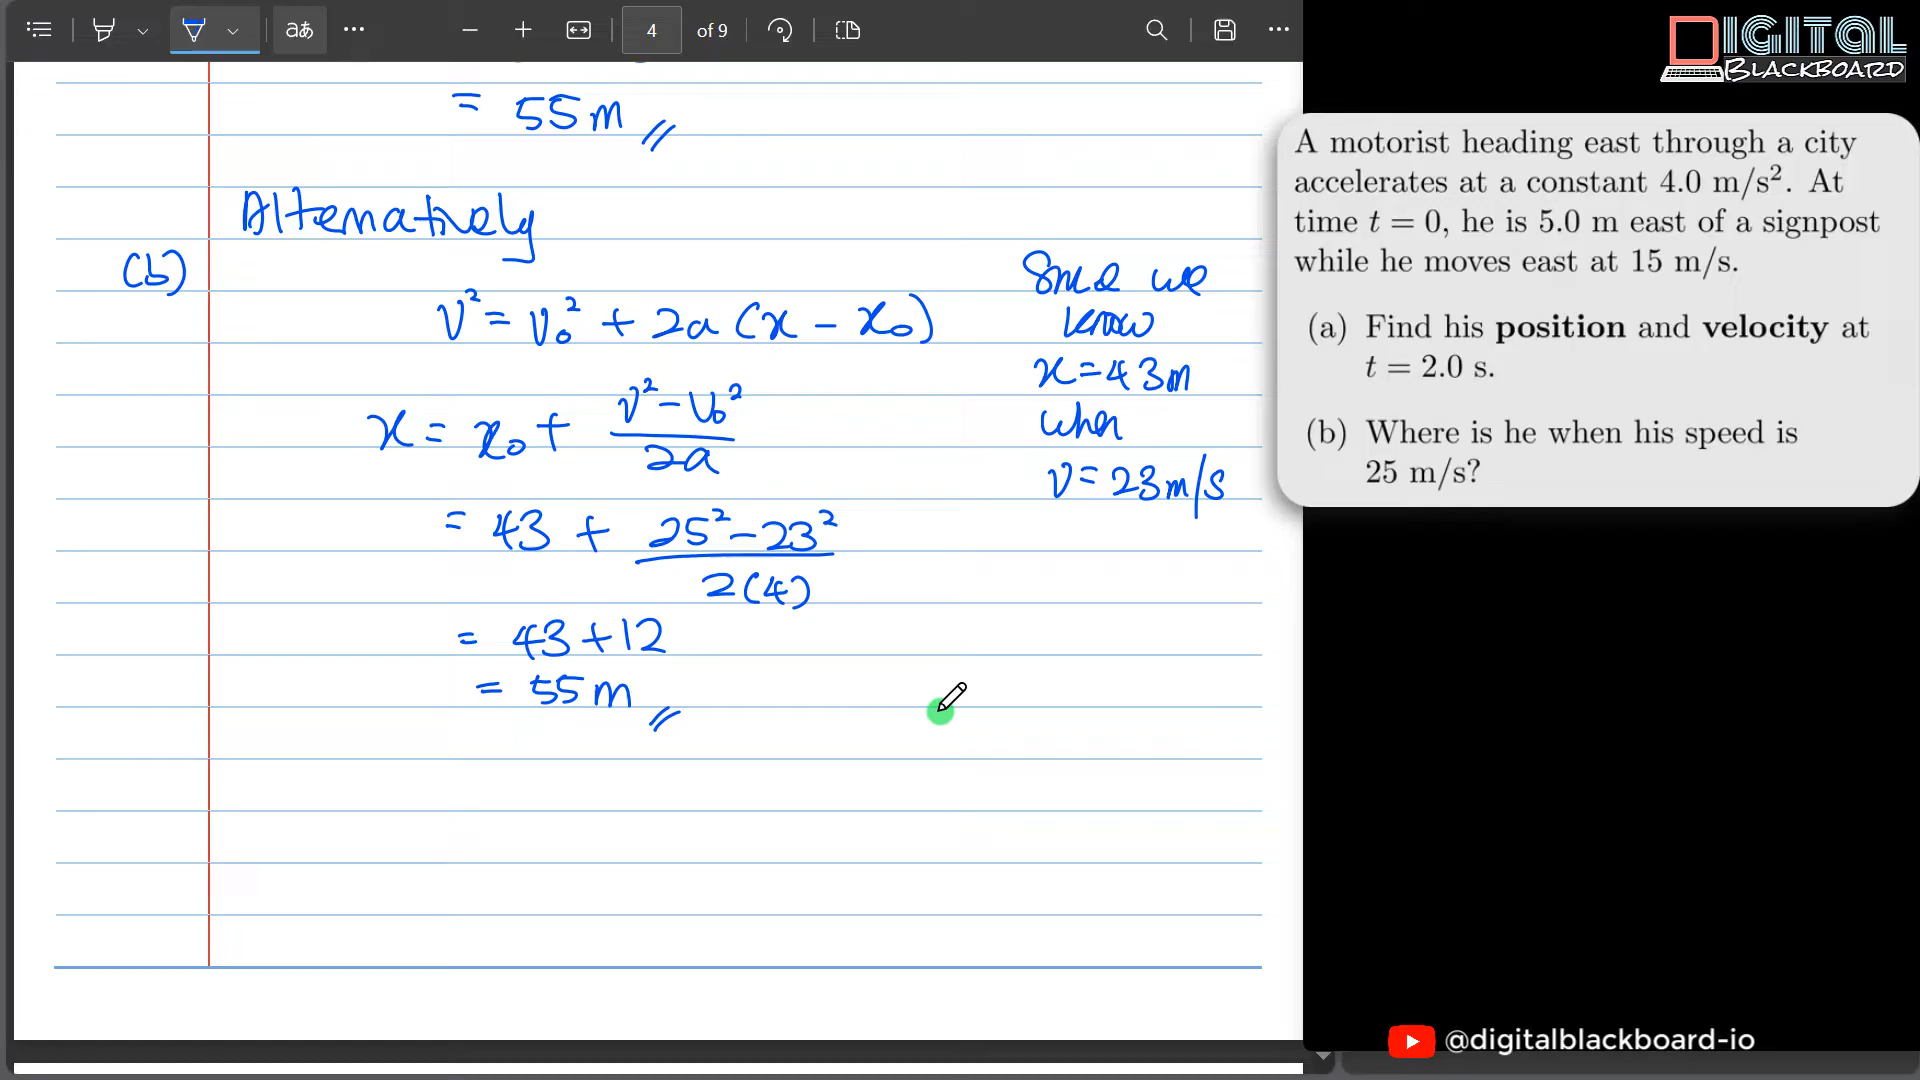 aあ
4 of 9
= 55 m
Alternatively
(b)
v² = v₀² + 2a (x − x₀)
x = x₀ + (v² − v₀²)/2a
= 43 + (25² − 23²)/2(4)
= 43 + 12
= 55 m
Since we
know
x = 43m
when
v = 23 m/s
DIGITAL
BLACKBOARD
A motorist heading east through a city
accelerates at a constant 4.0 m/s². At
time t = 0, he is 5.0 m east of a signpost
while he moves east at 15 m/s.
(a) Find his position and velocity at
t = 2.0 s.
(b) Where is he when his speed is
25 m/s?
@digitalblackboard-io